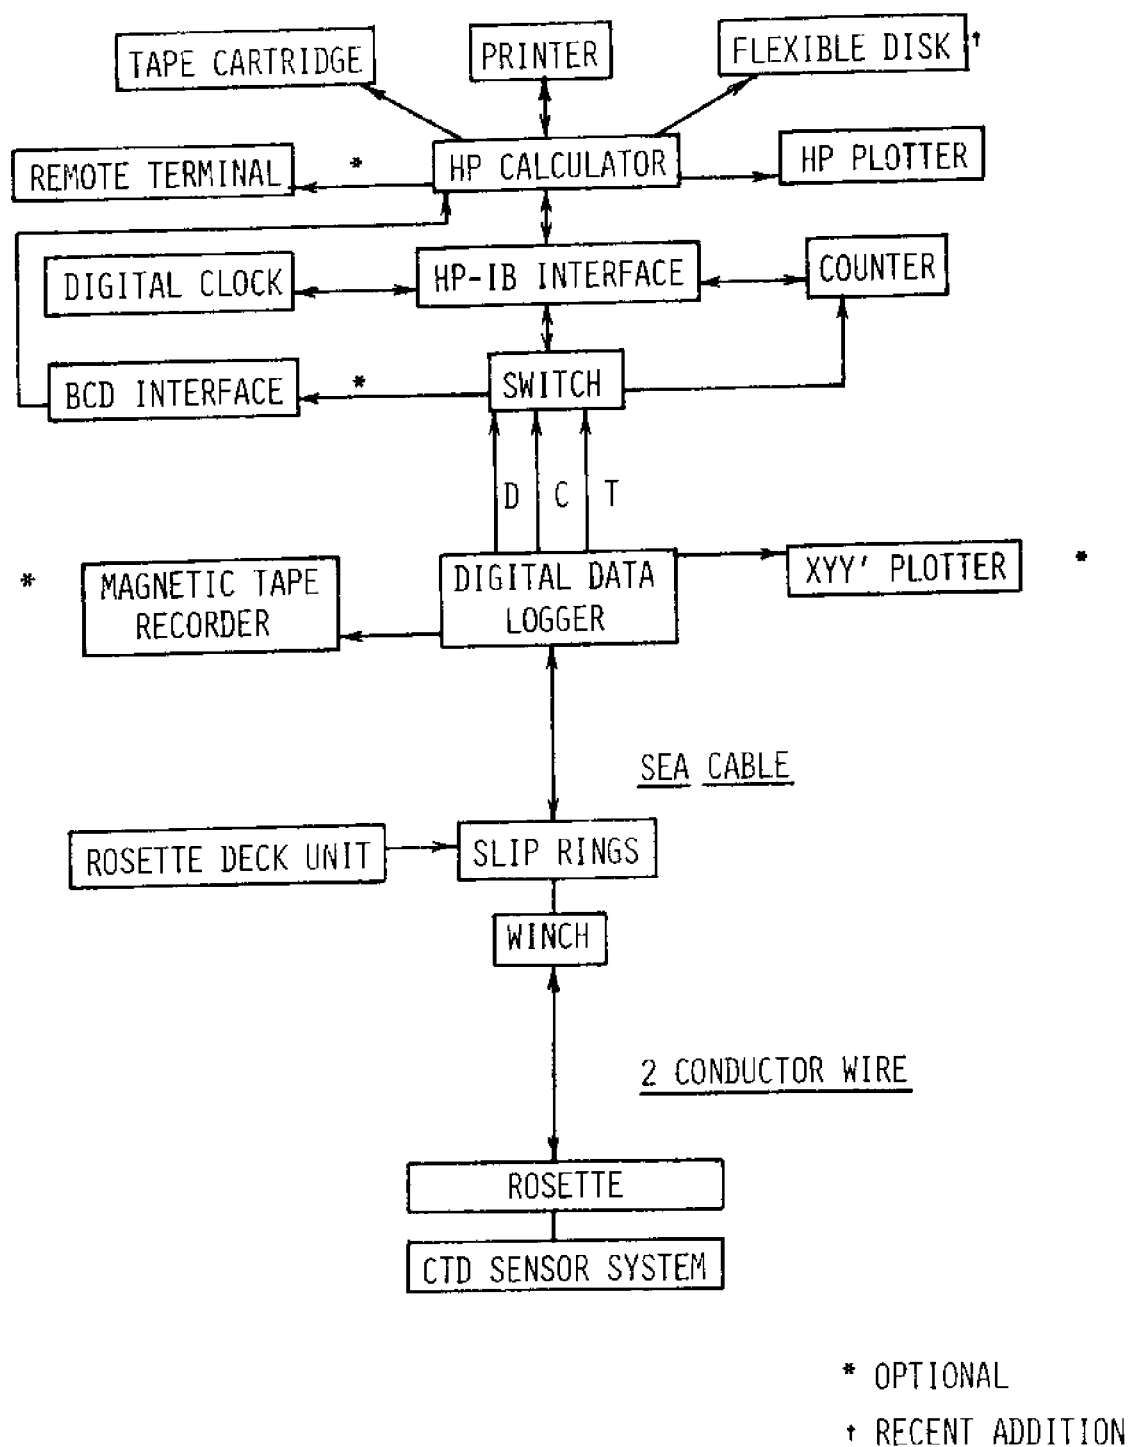 TAPE CARTRIDGE
PRINTER
FLEXIBLE DISK†
REMOTE TERMINAL
*
HP CALCULATOR
HP PLOTTER
DIGITAL CLOCK
HP-IB INTERFACE
COUNTER
BCD INTERFACE
*
SWITCH
D C T
*
MAGNETIC TAPE
RECORDER
DIGITAL DATA
LOGGER
XYY' PLOTTER
*
SEA CABLE
ROSETTE DECK UNIT
SLIP RINGS
WINCH
2 CONDUCTOR WIRE
ROSETTE
CTD SENSOR SYSTEM
* OPTIONAL
† RECENT ADDITION